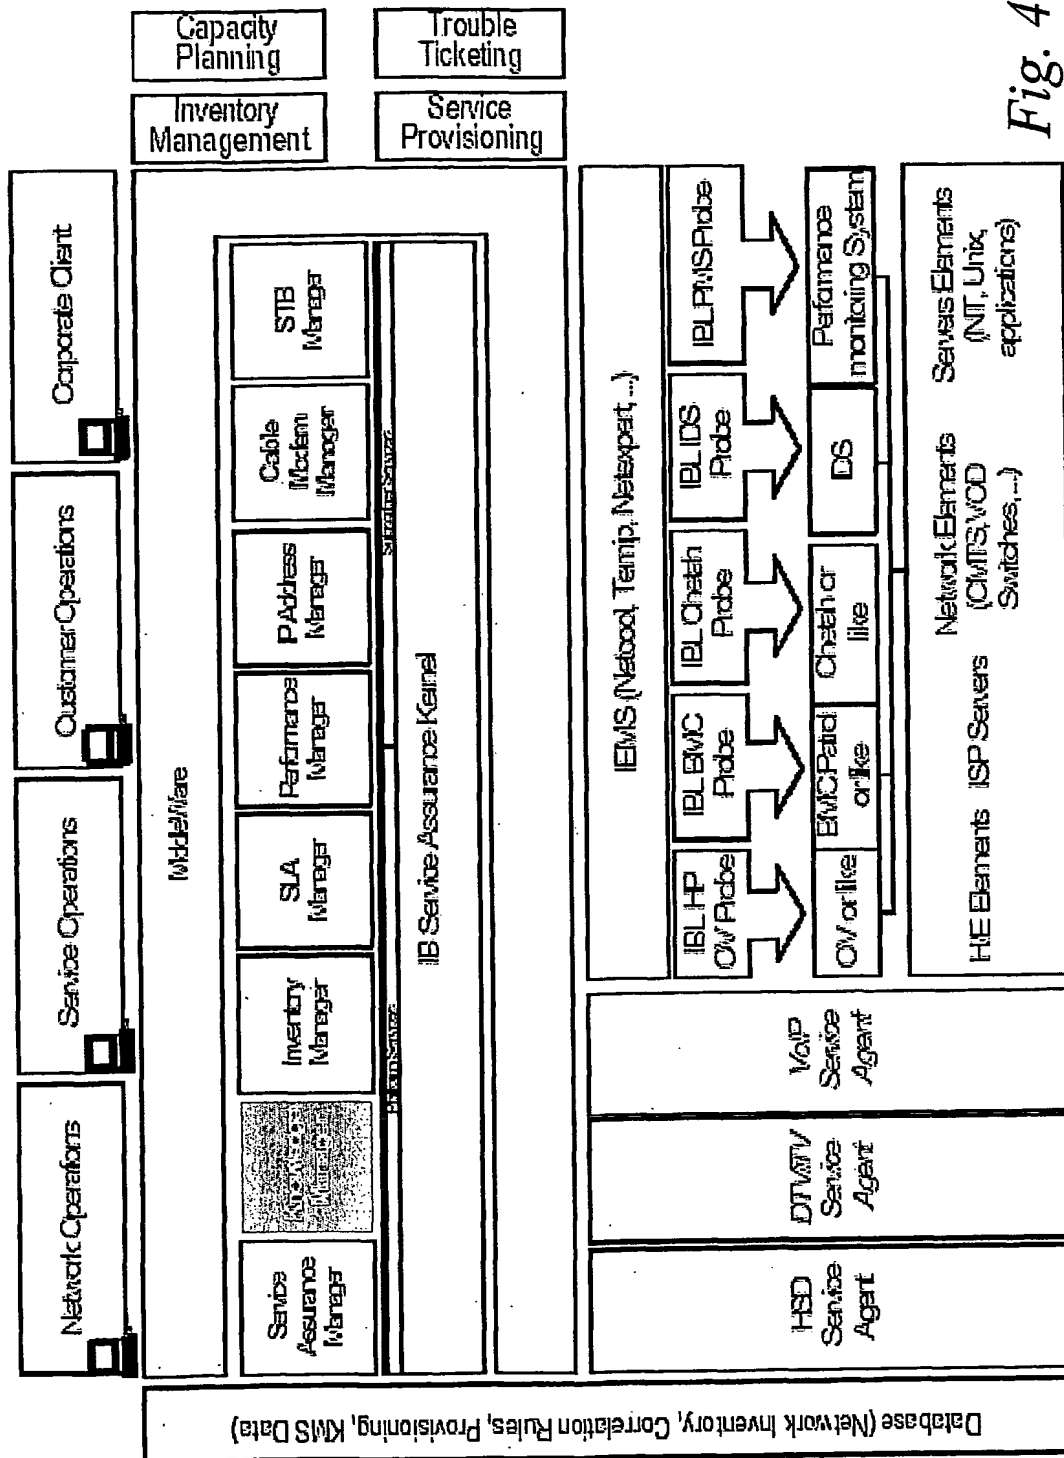 Network Operations
Service Operations
Customer Operations
Corporate Client
MiddleWare
Capacity
Planning
Inventory
Management
Trouble
Ticketing
Service
Provisioning
Service
Assurance
Manager
Inventory
Manager
SLA
Manager
Performance
Manager
IP Address
Manager
Cable
Modem
Manager
STB
Manager
IB Service Assurance Kernel
HSD
Service
Agent
DTV/ITV
Service
Agent
VoIP
Service
Agent
IEMS (Netcool, Temip, Netexpert, ...)
IBL HP
OV Probe
IBL BMC
Probe
IBL Cheetah
Probe
IBL IDS
Probe
IBL PMS Probe
OV or like
BMC Patrol
or like
Cheetah or
like
IDS
Performance
monitoring System
HE Elements
ISP Servers
Network Elements
(CMTS, VOD
Switches, ...)
Servers Elements
(NT, Unix,
applications)
Database (Network Inventory, Correlation Rules, Provisioning, KMS Data)
Fig. 4